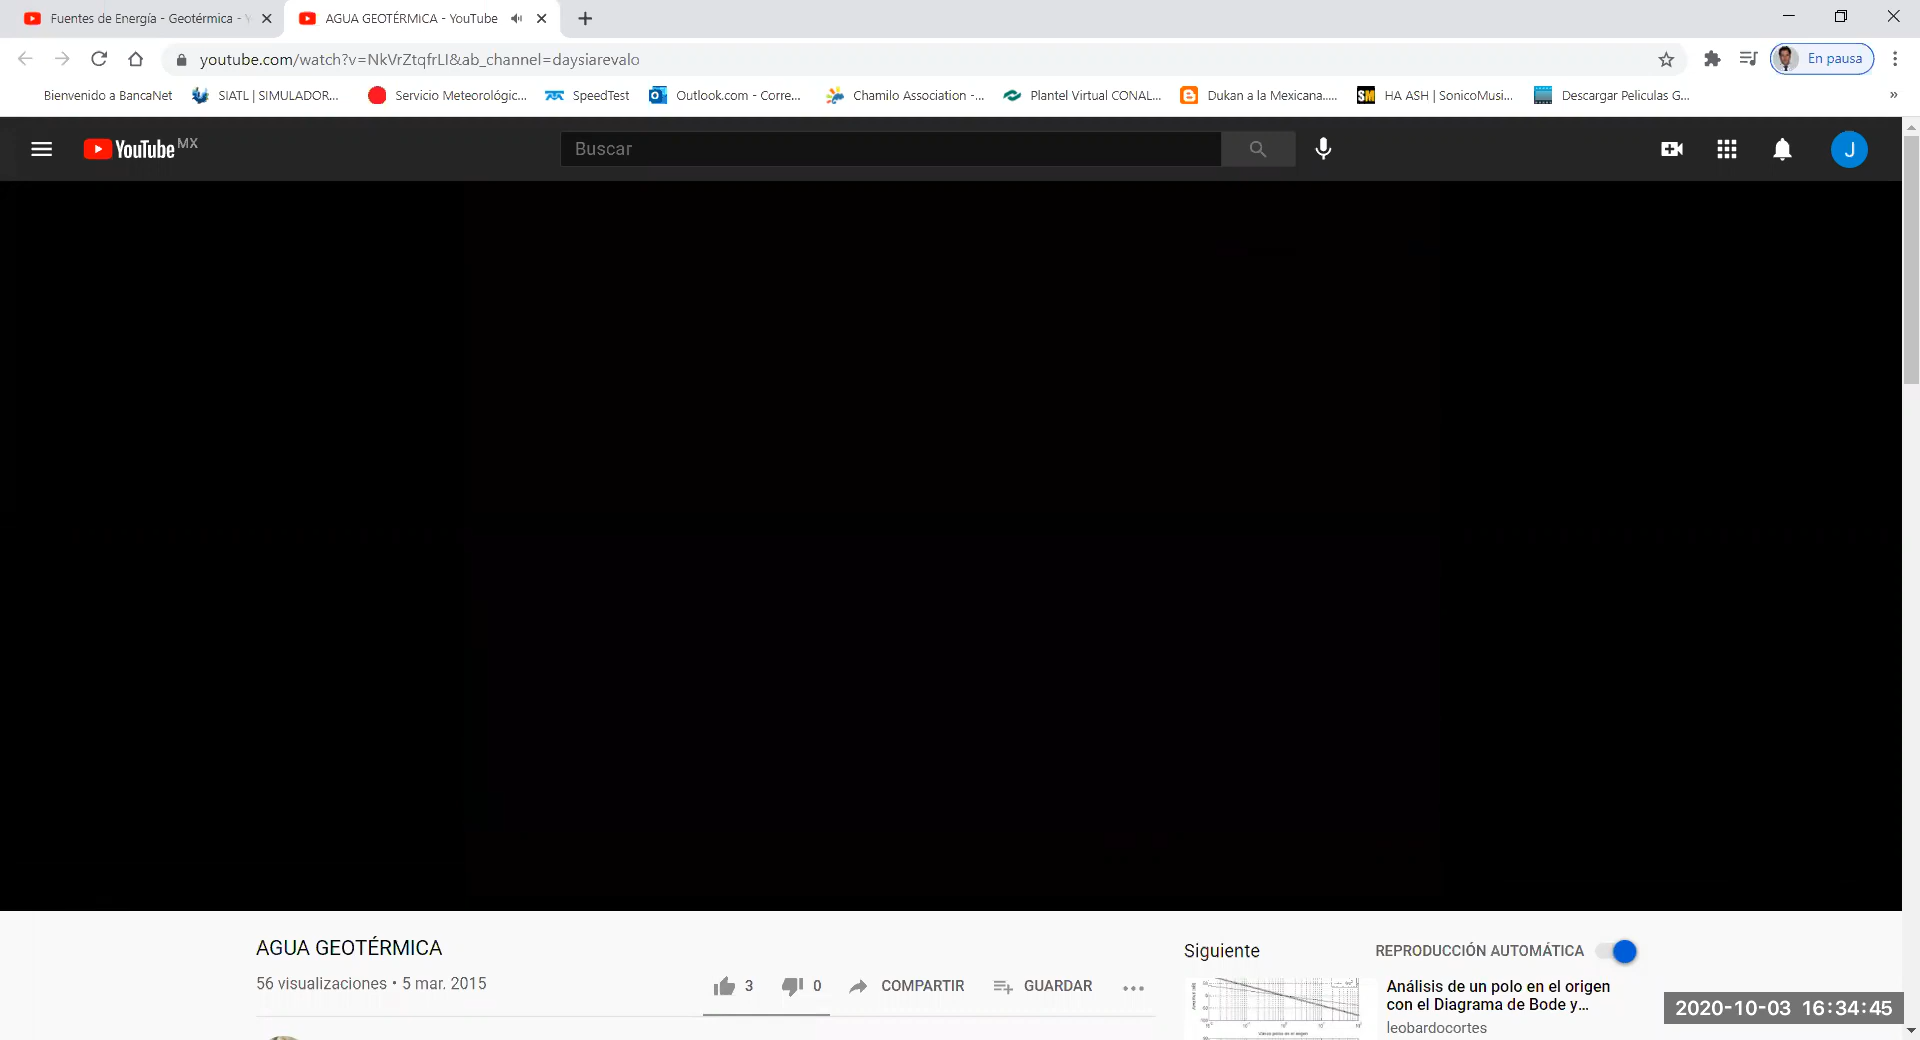 Fuentes de Energía - Geotérmica -
AGUA GEOTÉRMICA - YouTube
youtube.com/watch?v=NkVrZtqfrLI&ab_channel=daysiarevalo
En pausa
Bienvenido a BancaNet
SIATL | SIMULADOR...
Servicio Meteorológic...
SpeedTest
Outlook.com - Corre...
Chamilo Association -...
Plantel Virtual CONAL...
Dukan a la Mexicana.....
SM
HA ASH | SonicoMusi...
Descargar Peliculas G...
»
YouTube MX
Buscar
J
AGUA GEOTÉRMICA
56 visualizaciones • 5 mar. 2015
3
0
COMPARTIR
GUARDAR
Siguiente
REPRODUCCIÓN AUTOMÁTICA
Análisis de un polo en el origen
con el Diagrama de Bode y...
leobardocortes
2020-10-03 16:34:45